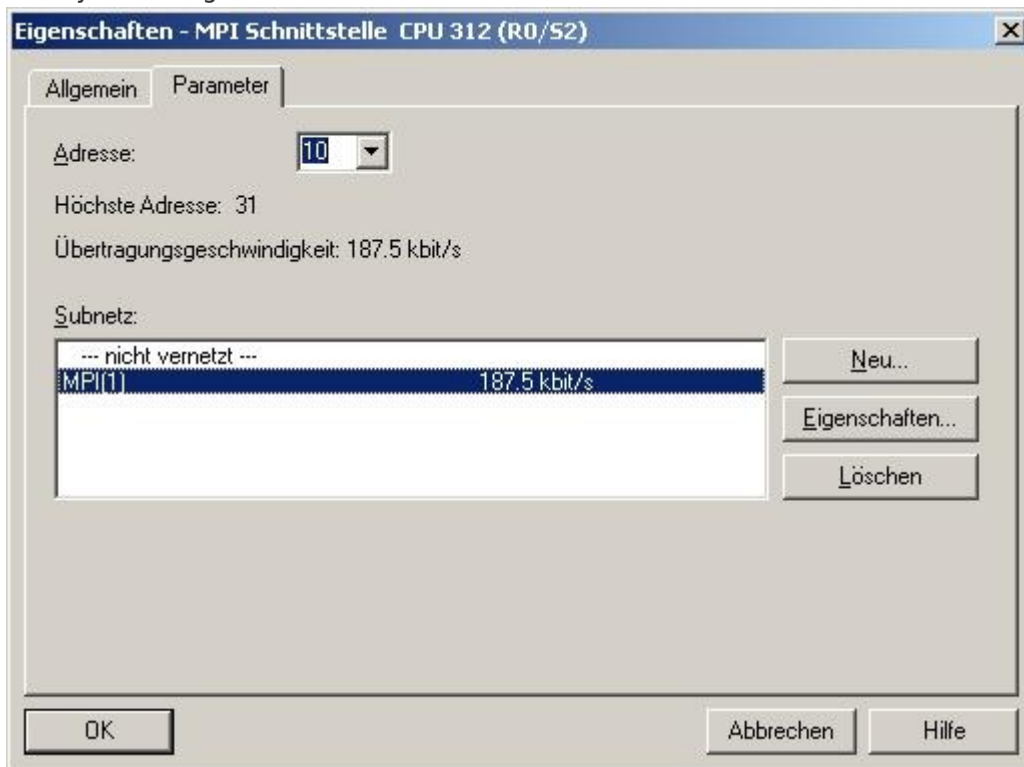 Eigenschaften - MPI Schnittstelle CPU 312 (R0/S2)
Allgemein Parameter
Adresse: 10
Höchste Adresse: 31
Übertragungsgeschwindigkeit: 187.5 kbit/s
Subnetz:
--- nicht vernetzt ---
MPI(1) 187.5 kbit/s
Neu...
Eigenschaften...
Löschen
OK Abbrechen Hilfe